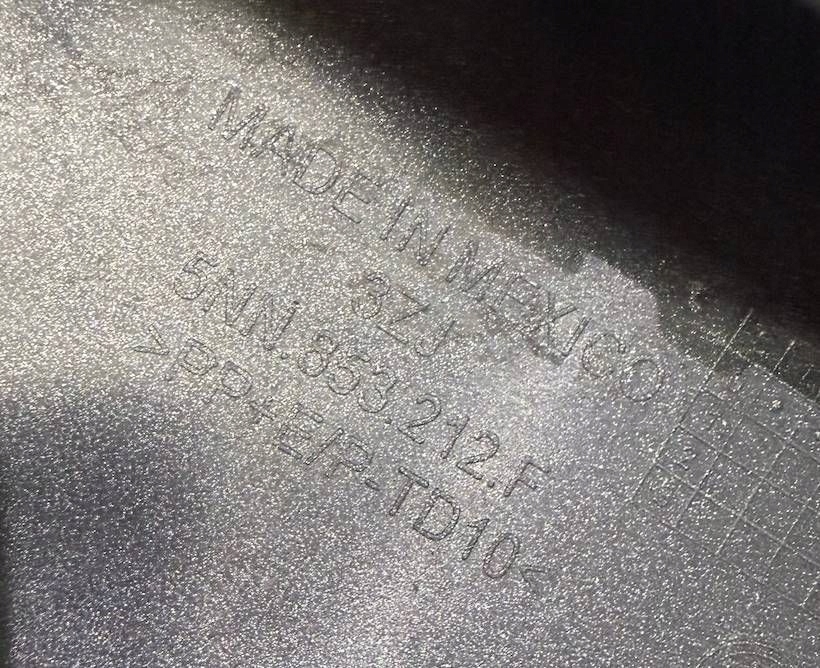 MADE IN MEXICO
3ZJ
5NN.853.212.F
>PP+E/P-TD10<